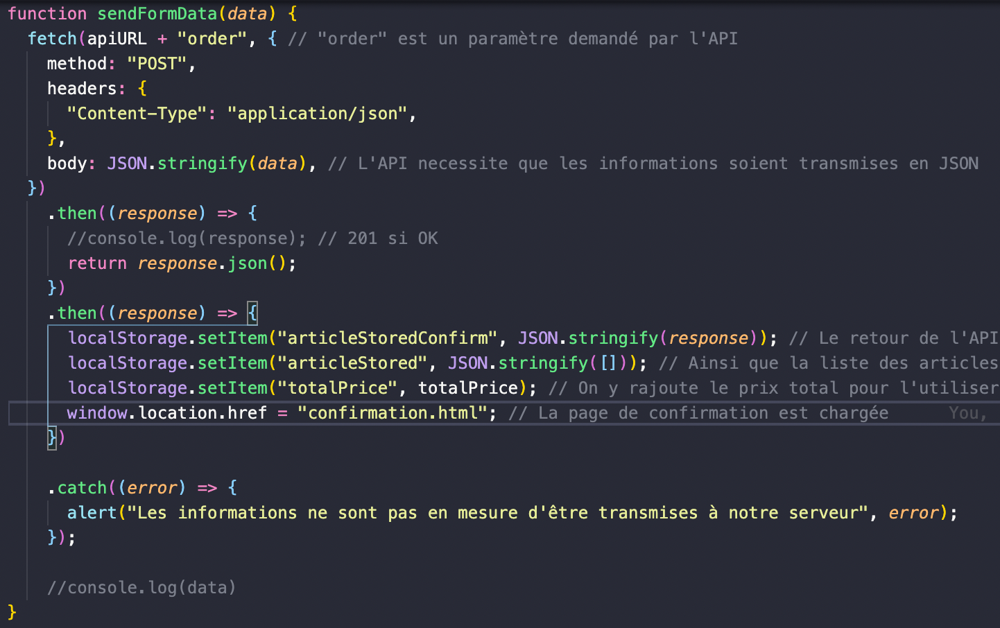 function sendFormData(data) {
fetch(apiURL + "order", { // "order" est un paramètre demandé par l'API
method: "POST",
headers: {
"Content-Type": "application/json",
},
body: JSON.stringify(data), // L'API necessite que les informations soient transmises en JSON
})
.then((response) => {
//console.log(response); // 201 si OK
return response.json();
})
.then((response) => {
localStorage.setItem("articleStoredConfirm", JSON.stringify(response)); // Le retour de l'API
localStorage.setItem("articleStored", JSON.stringify([])); // Ainsi que la liste des articles
localStorage.setItem("totalPrice", totalPrice); // On y rajoute le prix total pour l'utiliser
window.location.href = "confirmation.html"; // La page de confirmation est chargée You,
})
.catch((error) => {
alert("Les informations ne sont pas en mesure d'être transmises à notre serveur", error);
});
//console.log(data)
}